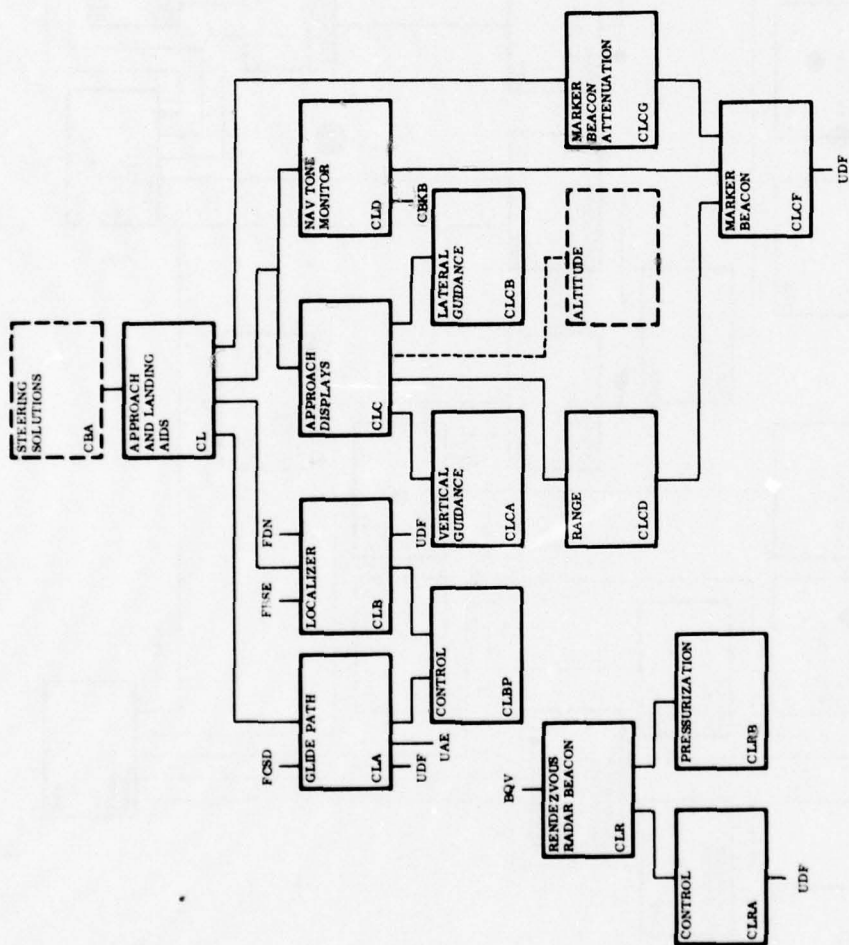 STEERING
SOLUTIONS
CBA
APPROACH
AND LANDING
AIDS
CL
FCSD
GLIDE PATH
CLA
UDF
UAE
FDN
LOCALIZER
CLB
UDF
CONTROL
CLBP
APPROACH
DISPLAYS
CLC
NAV TONE
MONITOR
CLD
CBKB
VERTICAL
GUIDANCE
CLCA
LATERAL
GUIDANCE
CLCB
RANGE
CLCD
ALTITUDE
MARKER
BEACON
ATTENUATION
CLCG
MARKER
BEACON
CLCF
UDF
BQV
RENDEZVOUS
RADAR BEACON
CLR
CONTROL
CLRA
UDF
PRESSURIZATION
CLRB